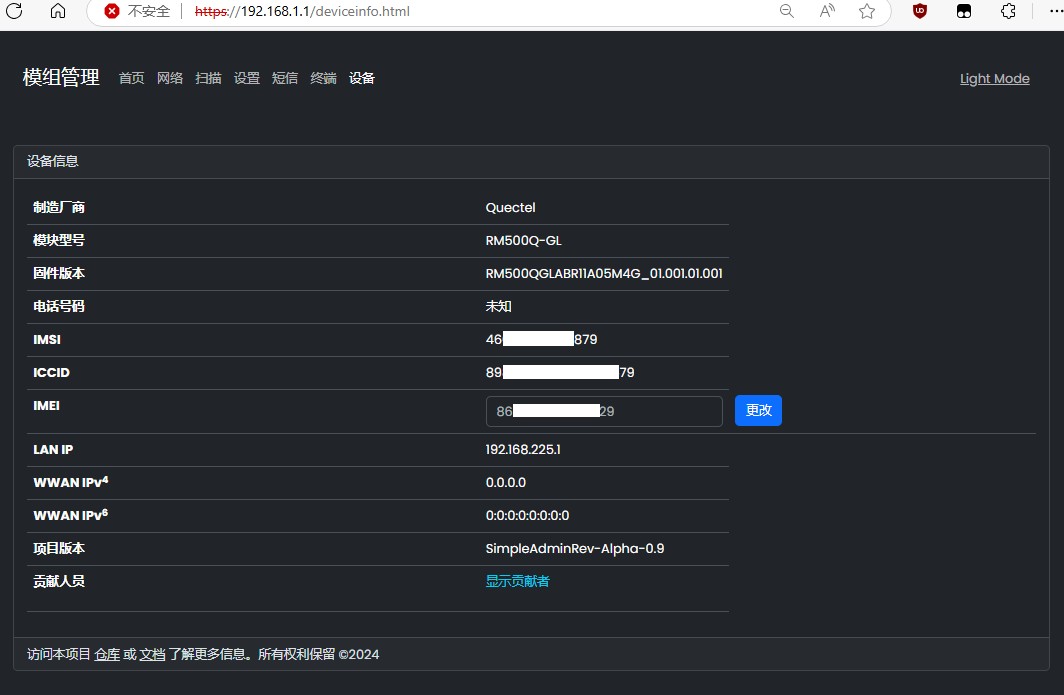 不安全 https://192.168.1.1/deviceinfo.html
模组管理 首页 网络 扫描 设置 短信 终端 设备 Light Mode
设备信息
制造厂商 Quectel
模块型号 RM500Q-GL
固件版本 RM500QGLABR11A05M4G_01.001.01.001
电话号码 未知
IMSI 46 879
ICCID 89 79
IMEI 86 29 更改
LAN IP 192.168.225.1
WWAN IPv4 0.0.0.0
WWAN IPv6 0:0:0:0:0:0:0:0
项目版本 SimpleAdminRev-Alpha-0.9
贡献人员 显示贡献者
访问本项目 仓库 或 文档 了解更多信息。所有权利保留 ©2024